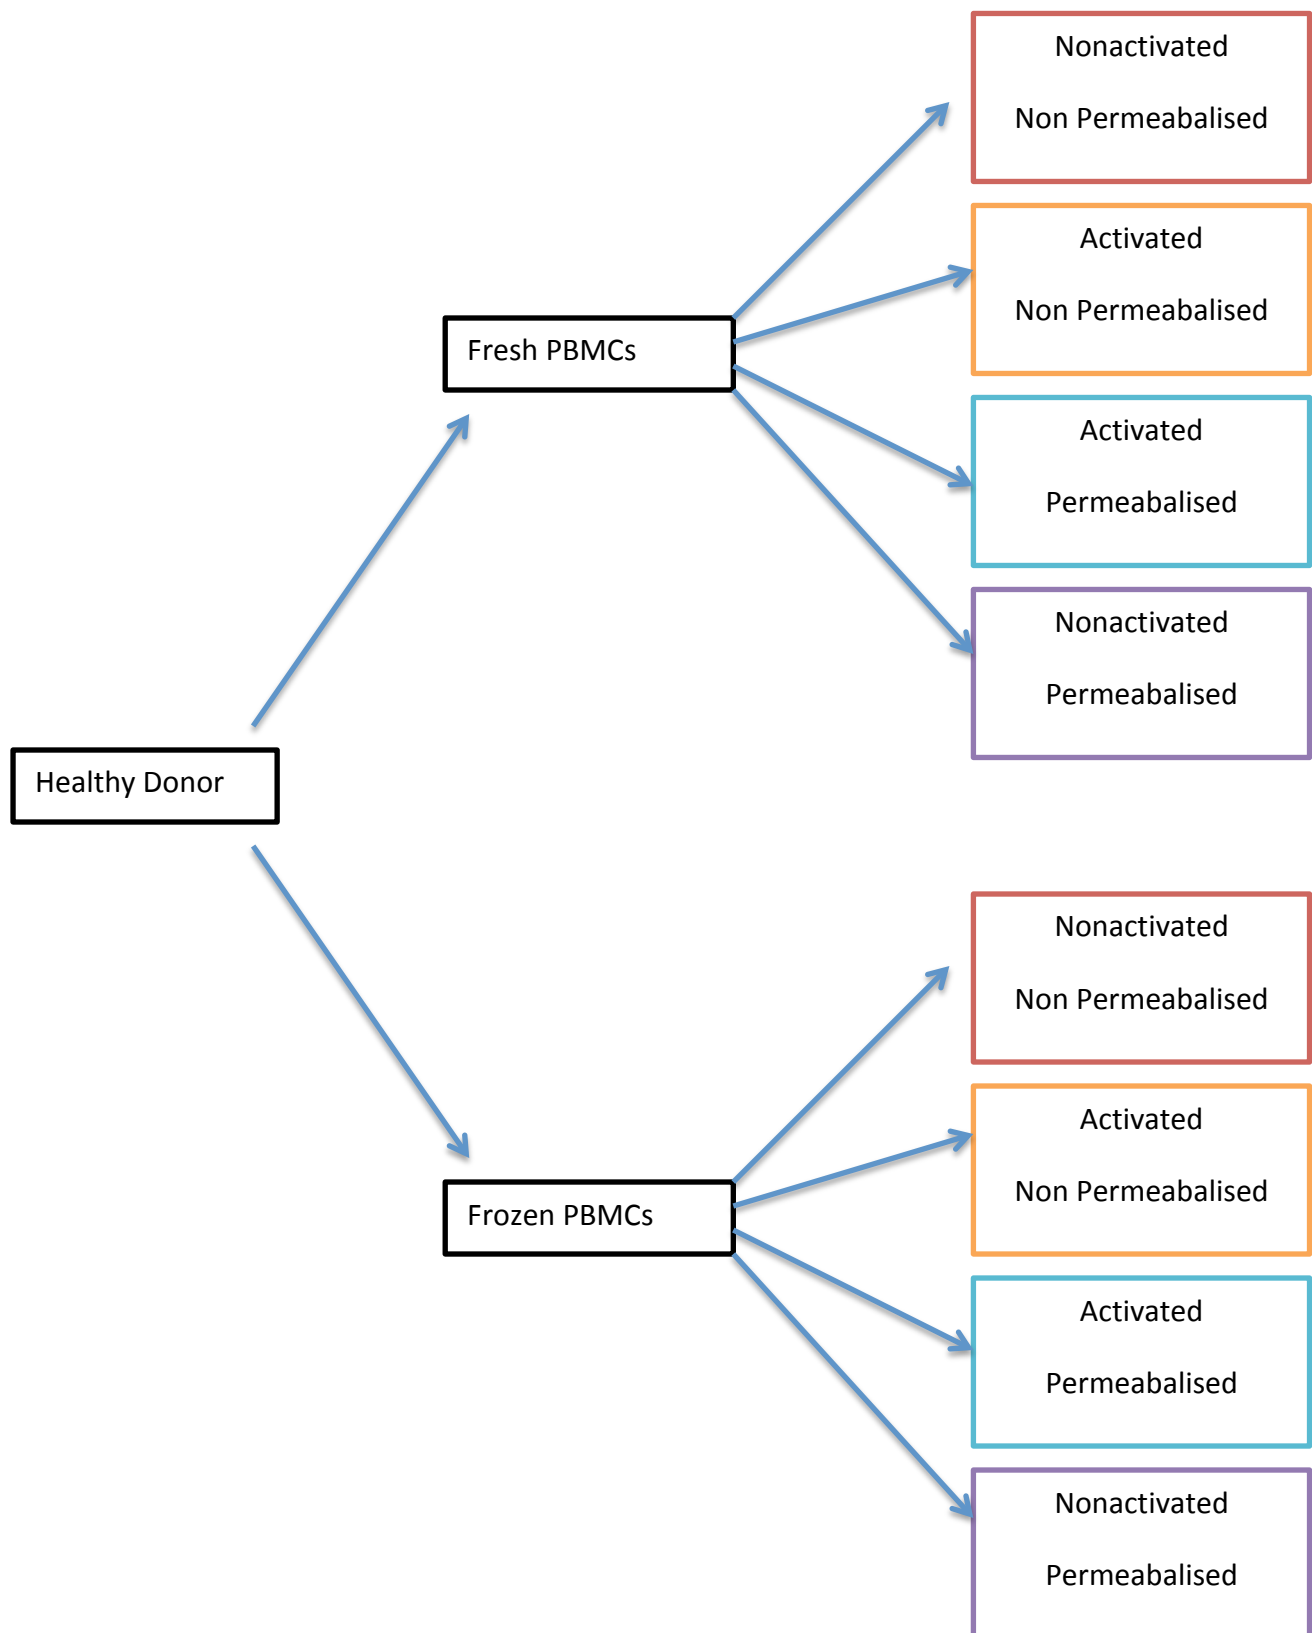 Nonactivated
Non Permeabalised
Activated
Non Permeabalised
Fresh PBMCs
Activated
Permeabalised
Nonactivated
Permeabalised
Healthy Donor
Nonactivated
Non Permeabalised
Activated
Non Permeabalised
Frozen PBMCs
Activated
Permeabalised
Nonactivated
Permeabalised